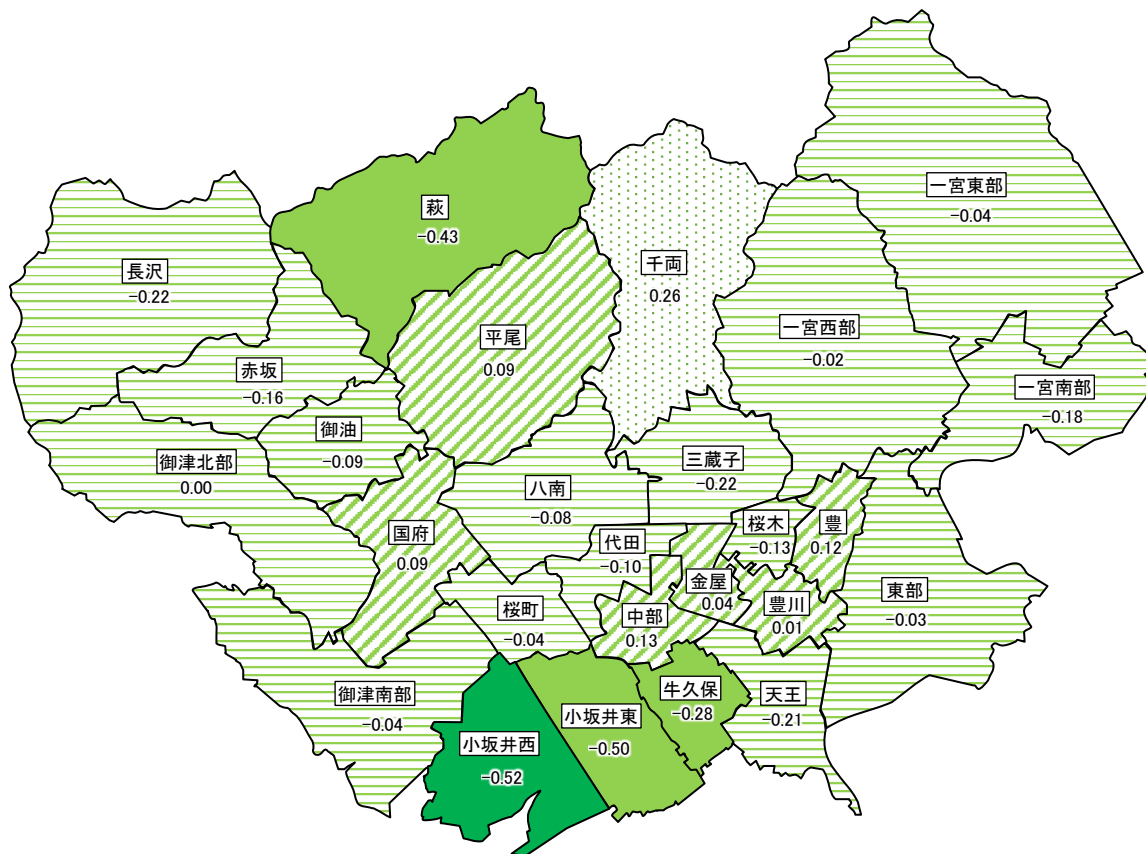 一宮東部
-0.04
萩
-0.43
千両
0.26
長沢
-0.22
一宮西部
-0.02
平尾
0.09
赤坂
-0.16
一宮南部
-0.18
御油
-0.09
御津北部
0.00
三蔵子
-0.22
八南
-0.08
国府
0.09
代田
-0.10
桜木
-0.13
豊
0.12
金屋
0.04
豊川
0.01
東部
-0.03
桜町
-0.04
中部
0.13
御津南部
-0.04
牛久保
-0.28
天王
-0.21
小坂井東
-0.50
小坂井西
-0.52